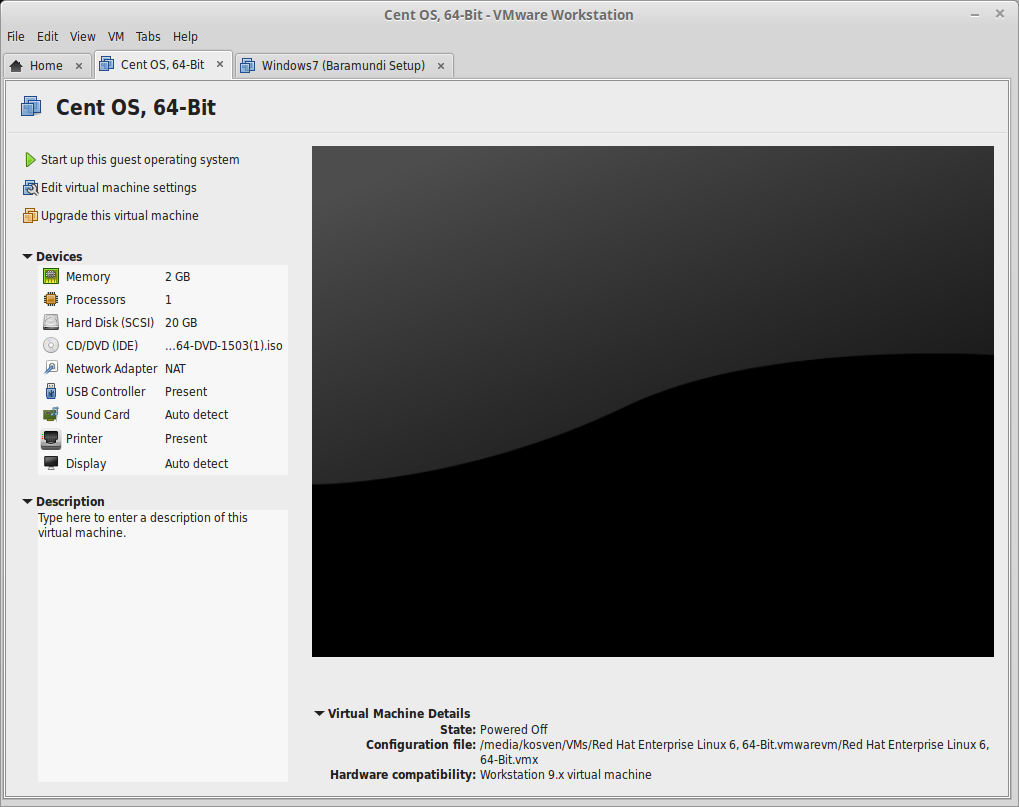 Cent OS, 64-Bit - VMware Workstation
File Edit View VM Tabs Help
Home Cent OS, 64-Bit Windows7 (Baramundi Setup)
Cent OS, 64-Bit
Start up this guest operating system
Edit virtual machine settings
Upgrade this virtual machine
Devices
Memory 2 GB
Processors 1
Hard Disk (SCSI) 20 GB
CD/DVD (IDE) ...64-DVD-1503(1).iso
Network Adapter NAT
USB Controller Present
Sound Card Auto detect
Printer Present
Display Auto detect
Description
Type here to enter a description of this
virtual machine.
Virtual Machine Details
State: Powered Off
Configuration file: /media/kosven/VMs/Red Hat Enterprise Linux 6, 64-Bit.vmwarevm/Red Hat Enterprise Linux 6,
64-Bit.vmx
Hardware compatibility: Workstation 9.x virtual machine